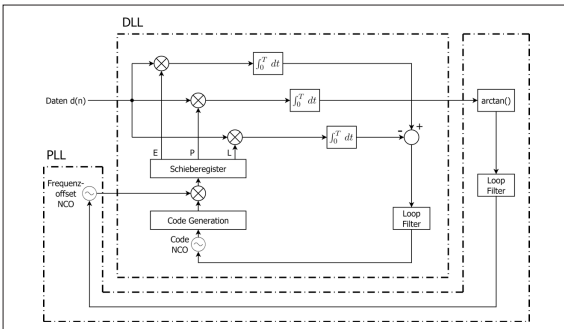 DLL
∫₀ᵀ dt
Daten d(n)
∫₀ᵀ dt
arctan()
∫₀ᵀ dt
-
+
E P L
PLL
Schieberegister
Frequenz-
offset
NCO
Loop
Filter
Code Generation
Loop
Filter
Code
NCO